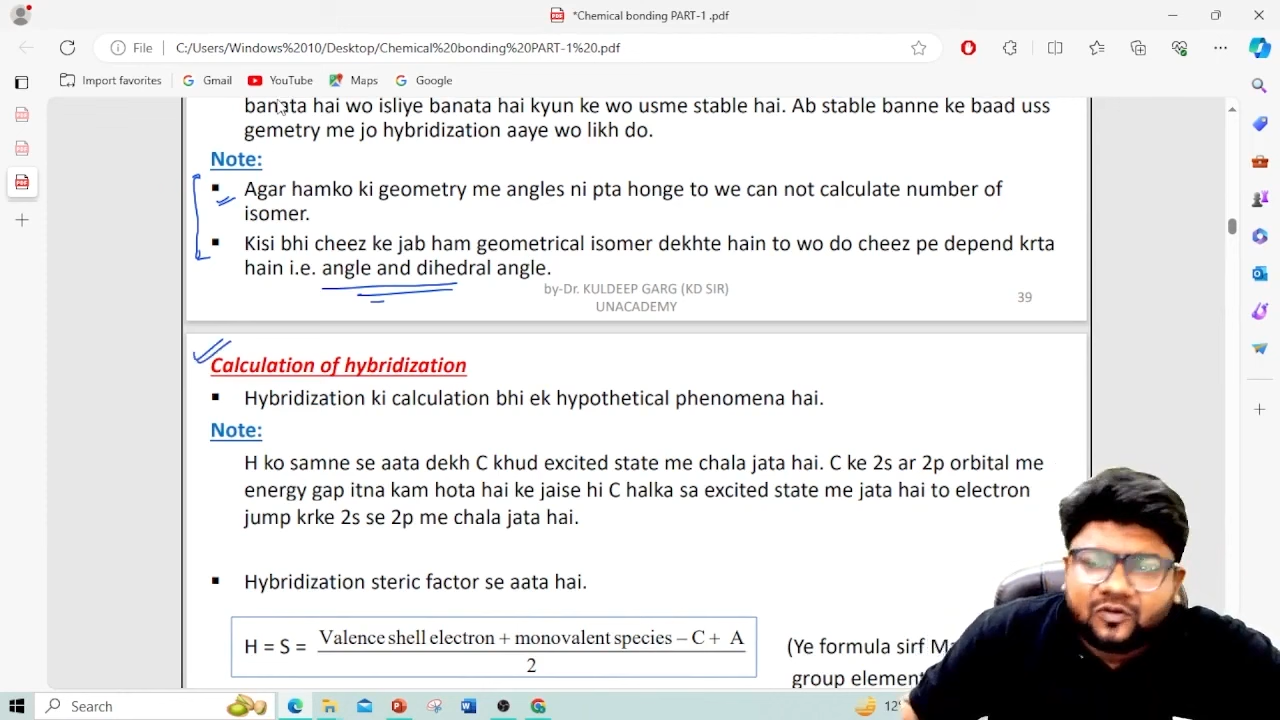 *Chemical bonding PART-1 .pdf
File
C:/Users/Windows%2010/Desktop/Chemical%20bonding%20PART-1%20.pdf
Import favorites
Gmail
YouTube
Maps
Google
banata hai wo isliye banata hai kyun ke wo usme stable hai. Ab stable banne ke baad uss
gemetry me jo hybridization aaye wo likh do.
Note:
Agar hamko ki geometry me angles ni pta honge to we can not calculate number of
isomer.
Kisi bhi cheez ke jab ham geometrical isomer dekhte hain to wo do cheez pe depend krta
hain i.e. angle and dihedral angle.
by-Dr. KULDEEP GARG (KD SIR)
UNACADEMY
39
Calculation of hybridization
Hybridization ki calculation bhi ek hypothetical phenomena hai.
Note:
H ko samne se aata dekh C khud excited state me chala jata hai. C ke 2s ar 2p orbital me
energy gap itna kam hota hai ke jaise hi C halka sa excited state me jata hai to electron
jump krke 2s se 2p me chala jata hai.
Hybridization steric factor se aata hai.
H = S = Valence shell electron + monovalent species – C + A
2
(Ye formula sirf
group
Search